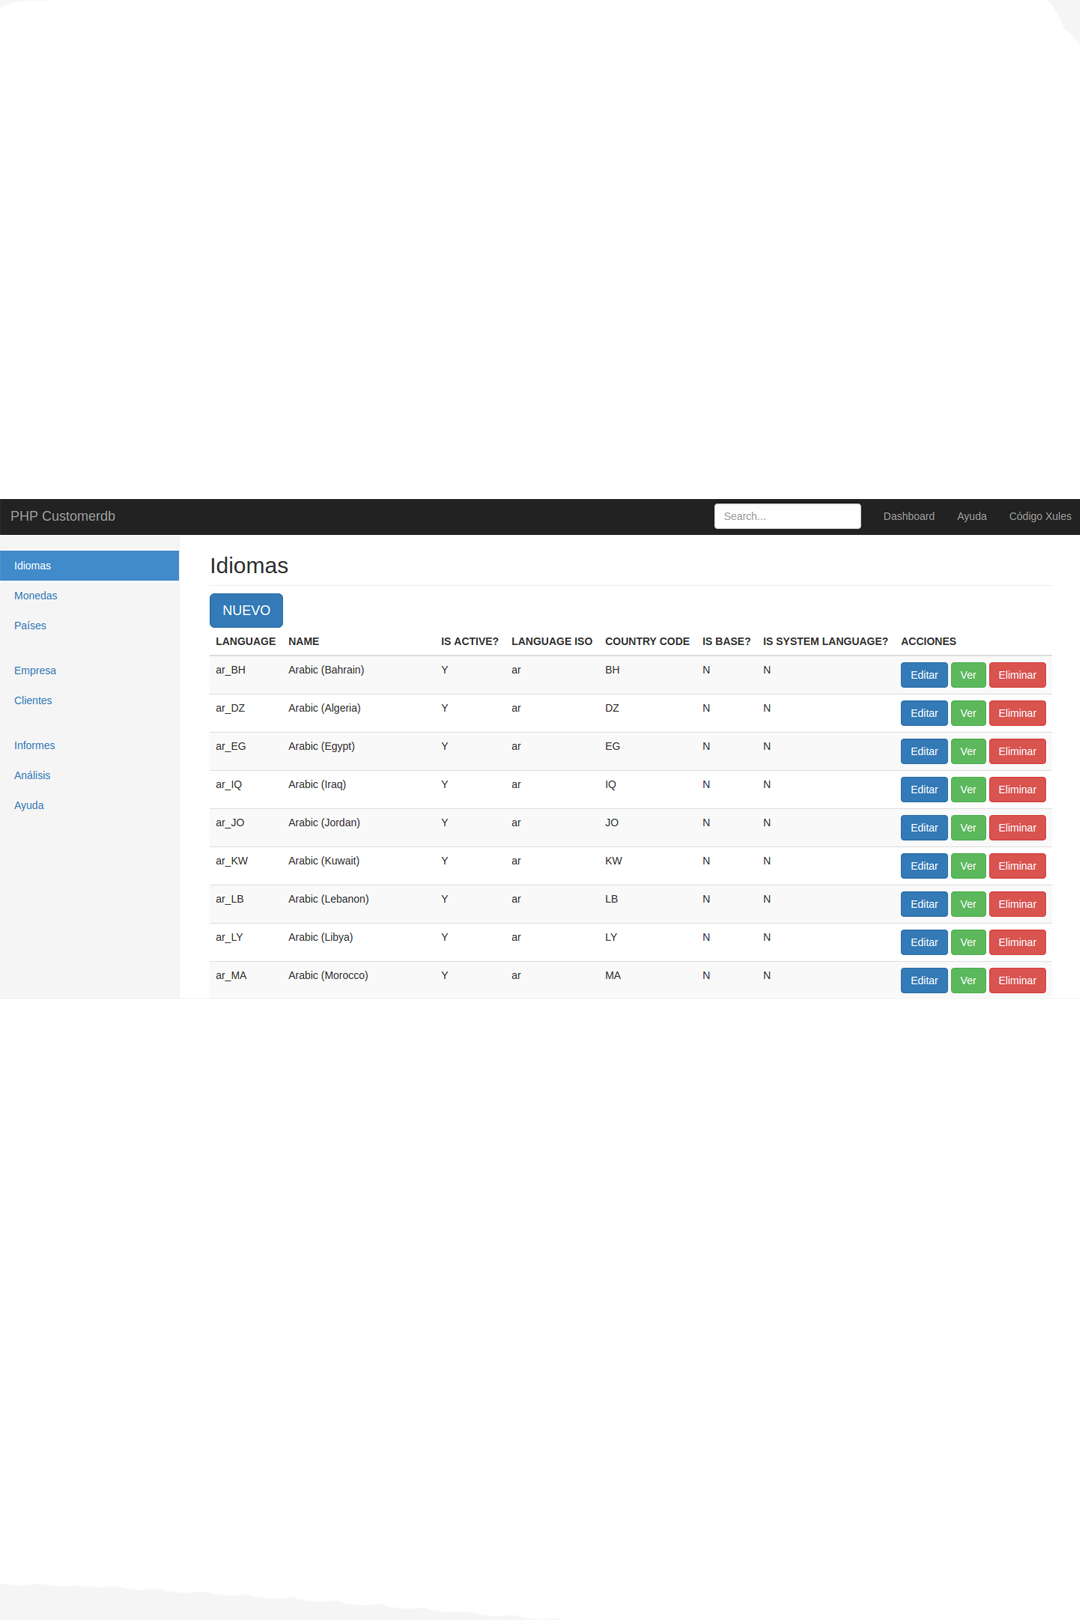 PHP Customerdb Search... Dashboard Ayuda Código Xules
Idiomas
Monedas
Países
Empresa
Clientes
Informes
Análisis
Ayuda
Idiomas
NUEVO
LANGUAGE NAME IS ACTIVE? LANGUAGE ISO COUNTRY CODE IS BASE? IS SYSTEM LANGUAGE? ACCIONES
ar_BH Arabic (Bahrain) Y ar BH N N Editar Ver Eliminar
ar_DZ Arabic (Algeria) Y ar DZ N N Editar Ver Eliminar
ar_EG Arabic (Egypt) Y ar EG N N Editar Ver Eliminar
ar_IQ Arabic (Iraq) Y ar IQ N N Editar Ver Eliminar
ar_JO Arabic (Jordan) Y ar JO N N Editar Ver Eliminar
ar_KW Arabic (Kuwait) Y ar KW N N Editar Ver Eliminar
ar_LB Arabic (Lebanon) Y ar LB N N Editar Ver Eliminar
ar_LY Arabic (Libya) Y ar LY N N Editar Ver Eliminar
ar_MA Arabic (Morocco) Y ar MA N N Editar Ver Eliminar